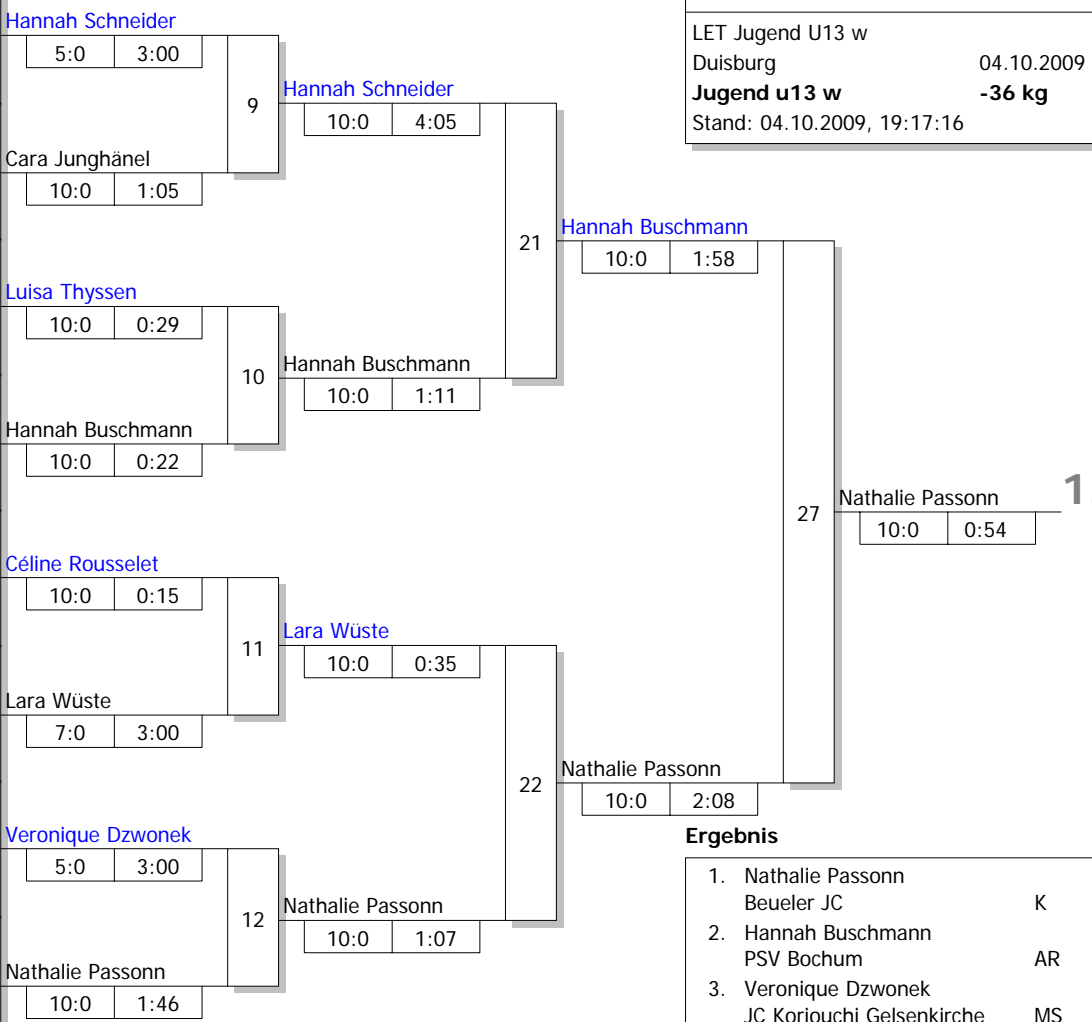 Hannah Schneider
5:0 3:00
9
Cara Junghänel
10:0 1:05
Hannah Schneider
10:0 4:05
Luisa Thyssen
10:0 0:29
10
Hannah Buschmann
10:0 0:22
Hannah Buschmann
10:0 1:11
21
Hannah Buschmann
10:0 1:58
Céline Rousselet
10:0 0:15
11
Lara Wüste
7:0 3:00
Lara Wüste
10:0 0:35
Veronique Dzwonek
5:0 3:00
12
Nathalie Passonn
10:0 1:46
Nathalie Passonn
10:0 1:07
22
Nathalie Passonn
10:0 2:08
27
Nathalie Passonn
10:0 0:54
1
LET Jugend U13 w
Duisburg 04.10.2009
Jugend u13 w -36 kg
Stand: 04.10.2009, 19:17:16
Ergebnis
1. Nathalie Passonn
Beueler JC K
2. Hannah Buschmann
PSV Bochum AR
3. Veronique Dzwonek
JC Koriouchi Gelsenkirche MS